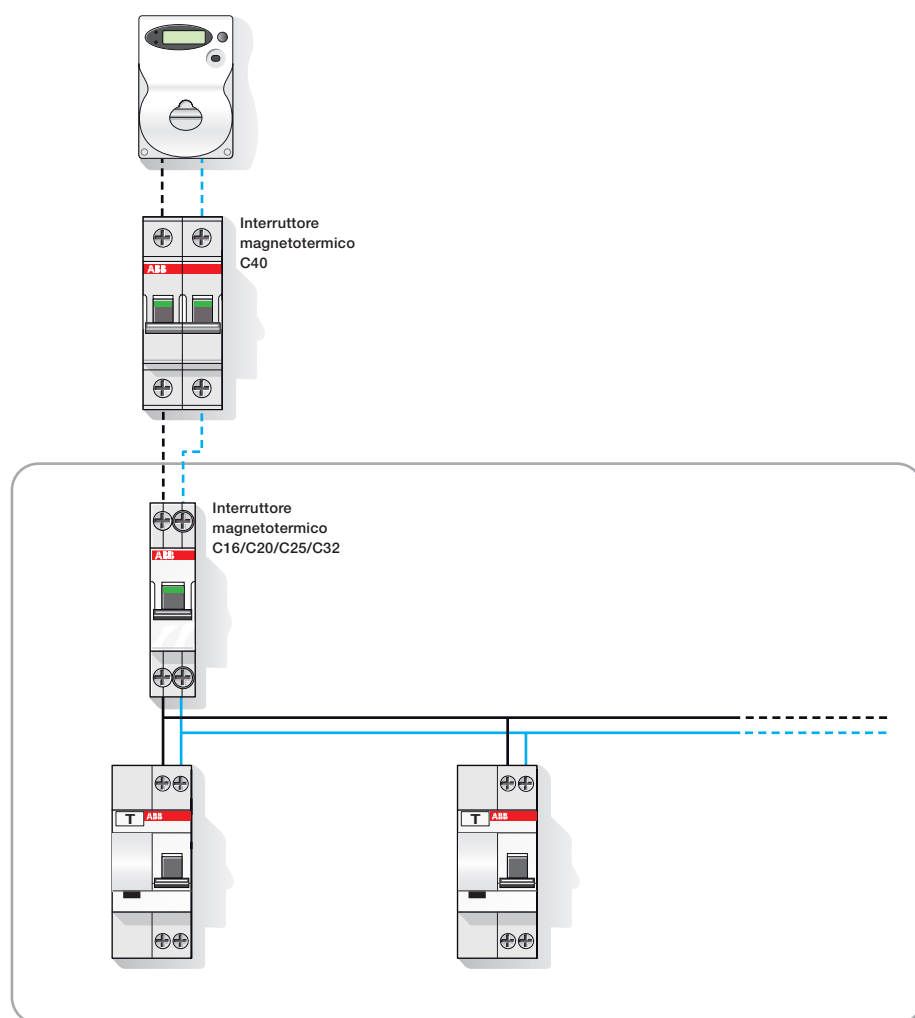 Interruttore
magnetotermico
C40
ABB
Interruttore
magnetotermico
C16/C20/C25/C32
ABB
T ABB
T ABB